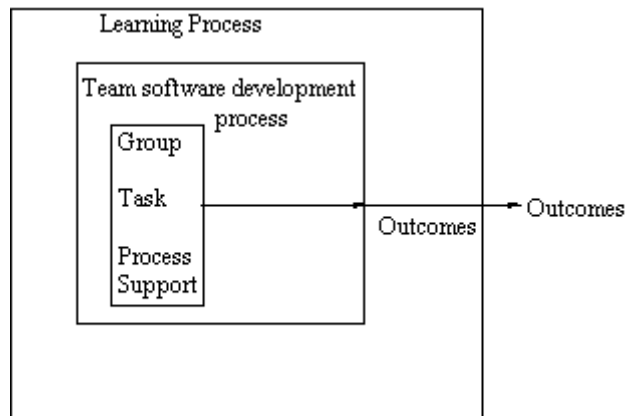 Learning Process
Team software development
process
Group
Task
Outcomes
Outcomes
Process
Support